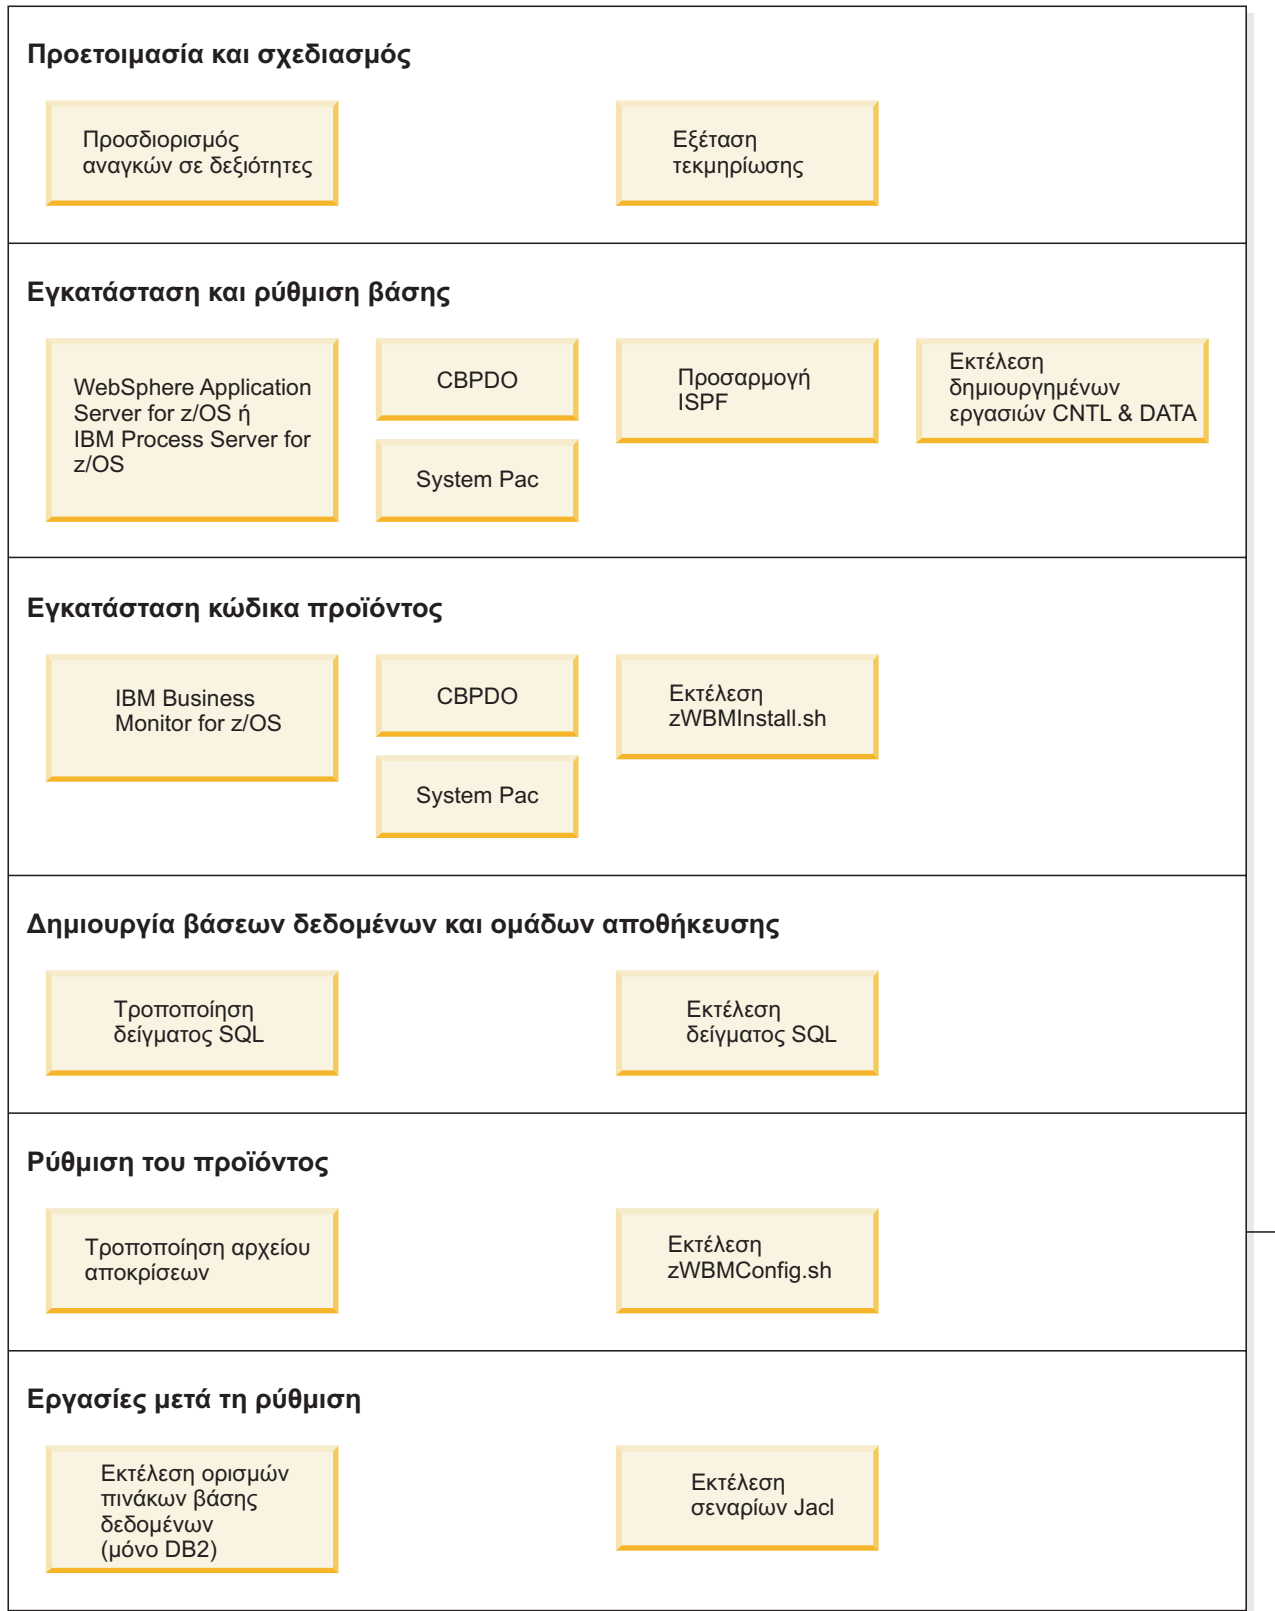 Προετοιμασία και σχεδιασμός
Προσδιορισμός
αναγκών σε δεξιότητες
Εξέταση
τεκμηρίωσης
Εγκατάσταση και ρύθμιση βάσης
WebSphere Application
Server for z/OS ή
IBM Process Server for
z/OS
CBPDO
System Pac
Προσαρμογή
ISPF
Εκτέλεση
δημιουργημένων
εργασιών CNTL & DATA
Εγκατάσταση κώδικα προϊόντος
IBM Business
Monitor for z/OS
CBPDO
System Pac
Εκτέλεση
zWBMInstall.sh
Δημιουργία βάσεων δεδομένων και ομάδων αποθήκευσης
Τροποποίηση
δείγματος SQL
Εκτέλεση
δείγματος SQL
Ρύθμιση του προϊόντος
Τροποποίηση αρχείου
αποκρίσεων
Εκτέλεση
zWBMConfig.sh
Εργασίες μετά τη ρύθμιση
Εκτέλεση ορισμών
πινάκων βάσης
δεδομένων
(μόνο DB2)
Εκτέλεση
σεναρίων Jacl